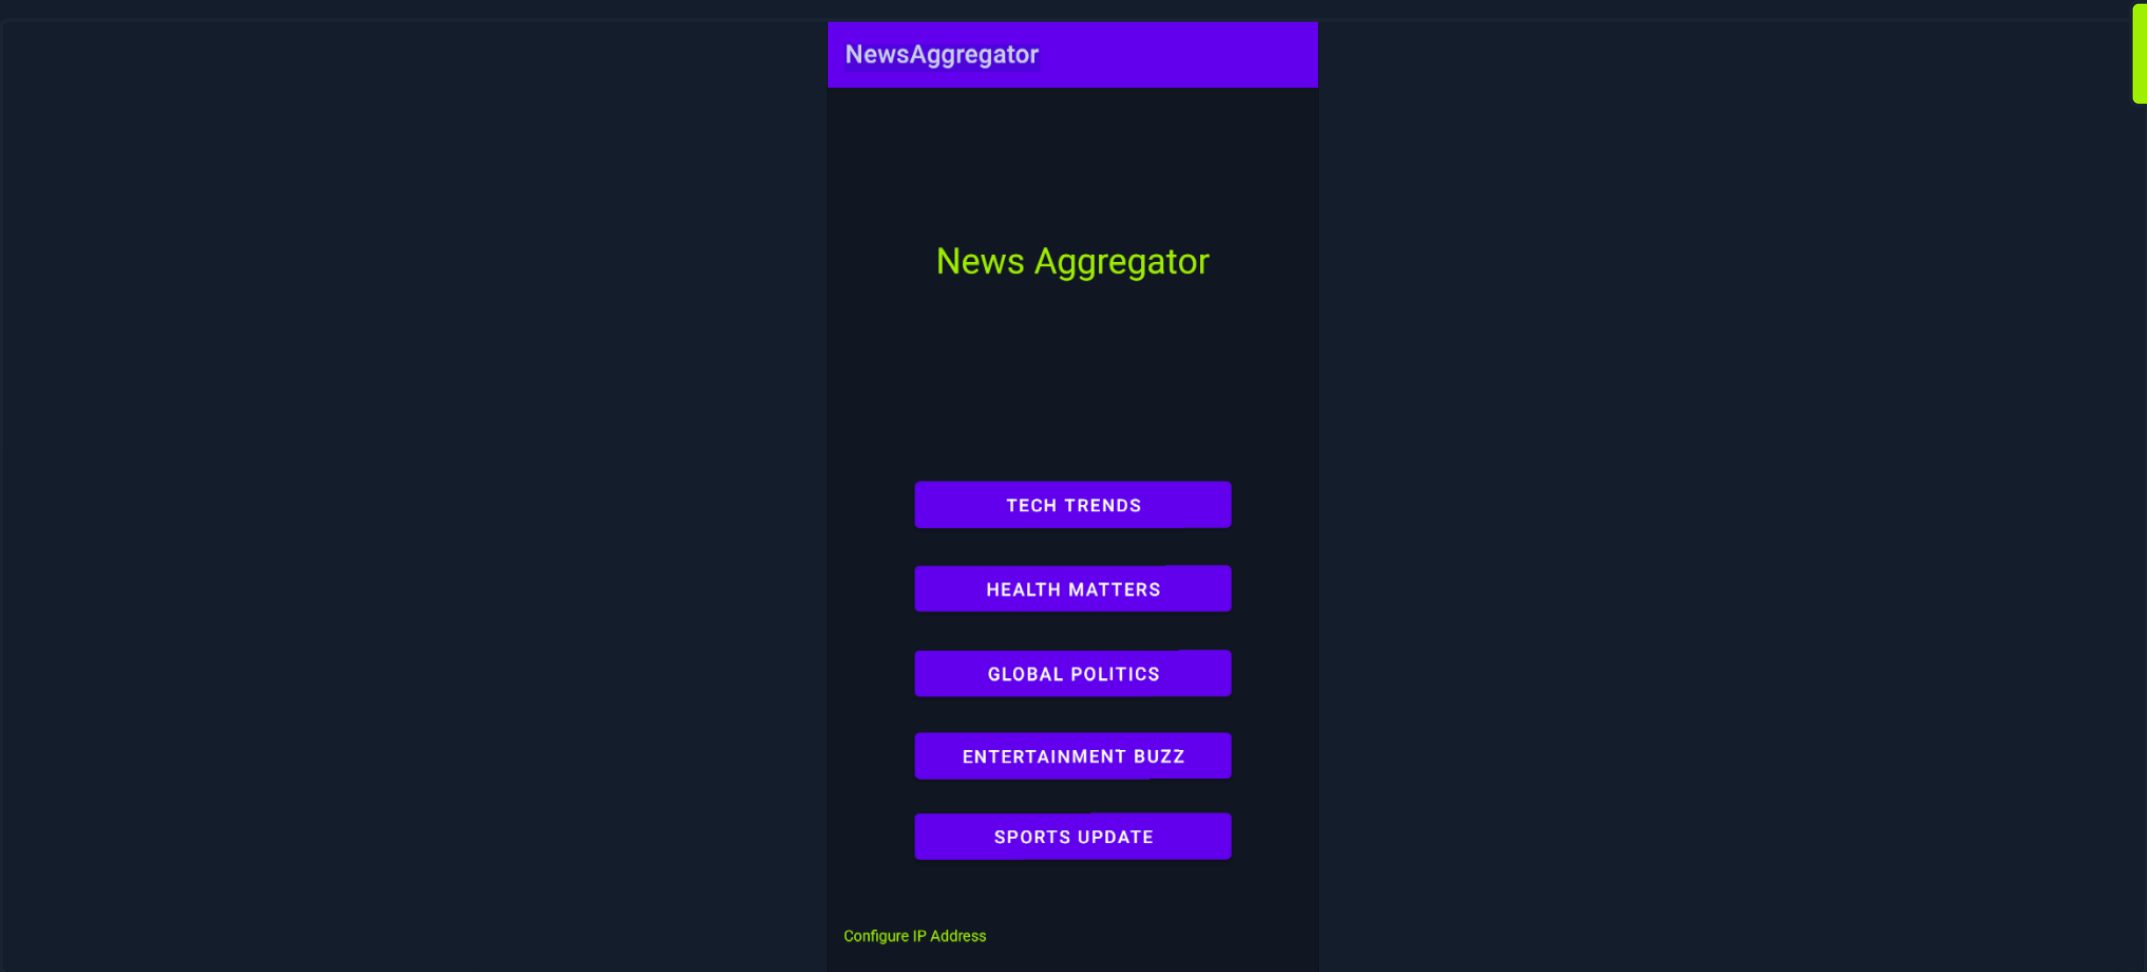 NewsAggregator
News Aggregator
TECH TRENDS
HEALTH MATTERS
GLOBAL POLITICS
ENTERTAINMENT BUZZ
SPORTS UPDATE
Configure IP Address